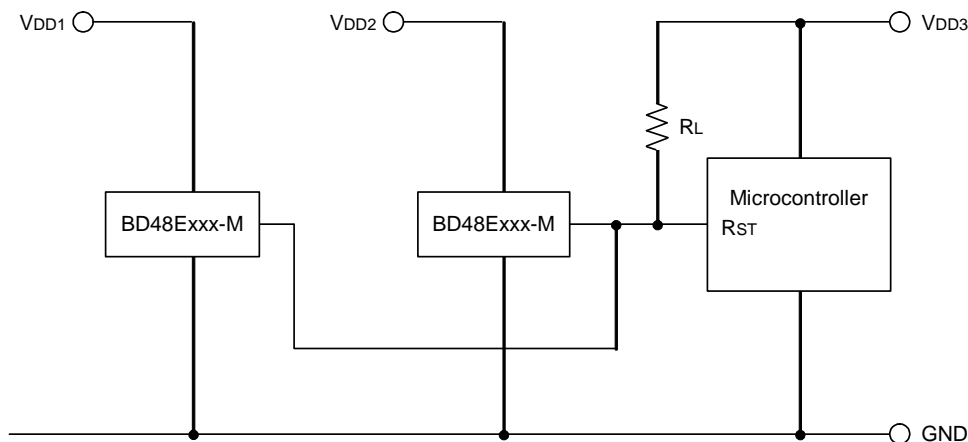 VDD1
VDD2
VDD3
RL
BD48Exxx-M
BD48Exxx-M
Microcontroller
RST
GND